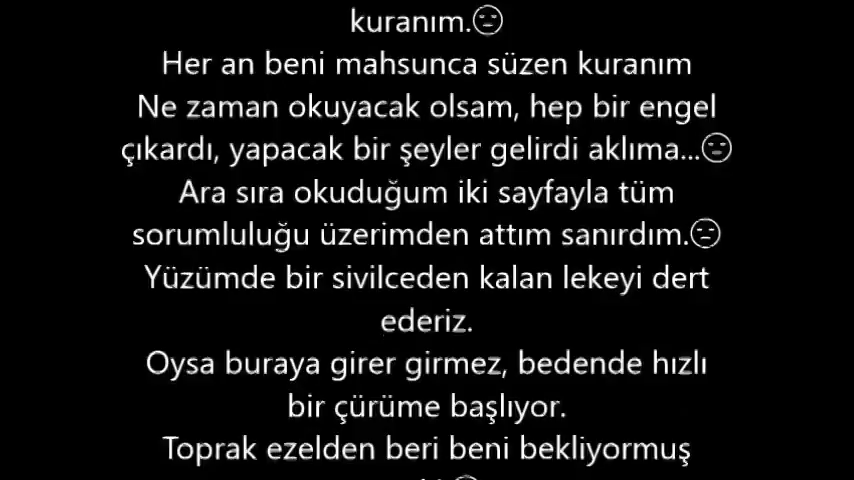 kuranım.😔
Her an beni mahsunca süzen kuranım
Ne zaman okuyacak olsam, hep bir engel
çıkardı, yapacak bir şeyler gelirdi aklıma...😔
Ara sıra okuduğum iki sayfayla tüm
sorumluluğu üzerimden attım sanırdım.😔
Yüzümde bir sivilceden kalan lekeyi dert
ederiz.
Oysa buraya girer girmez, bedende hızlı
bir çürüme başlıyor.
Toprak ezelden beri beni bekliyormuş